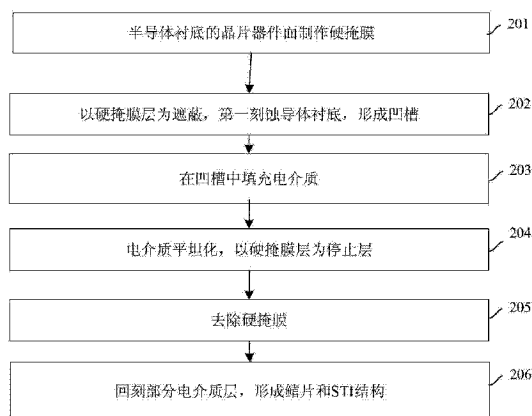 半导体衬底的晶片器件面制作硬掩膜
201
以硬掩膜层为遮蔽，第一刻蚀导体衬底，形成凹槽
202
在凹槽中填充电介质
203
电介质平坦化，以硬掩膜层为停止层
204
去除硬掩膜
205
回刻部分电介质层，形成鳍片和STI结构
206